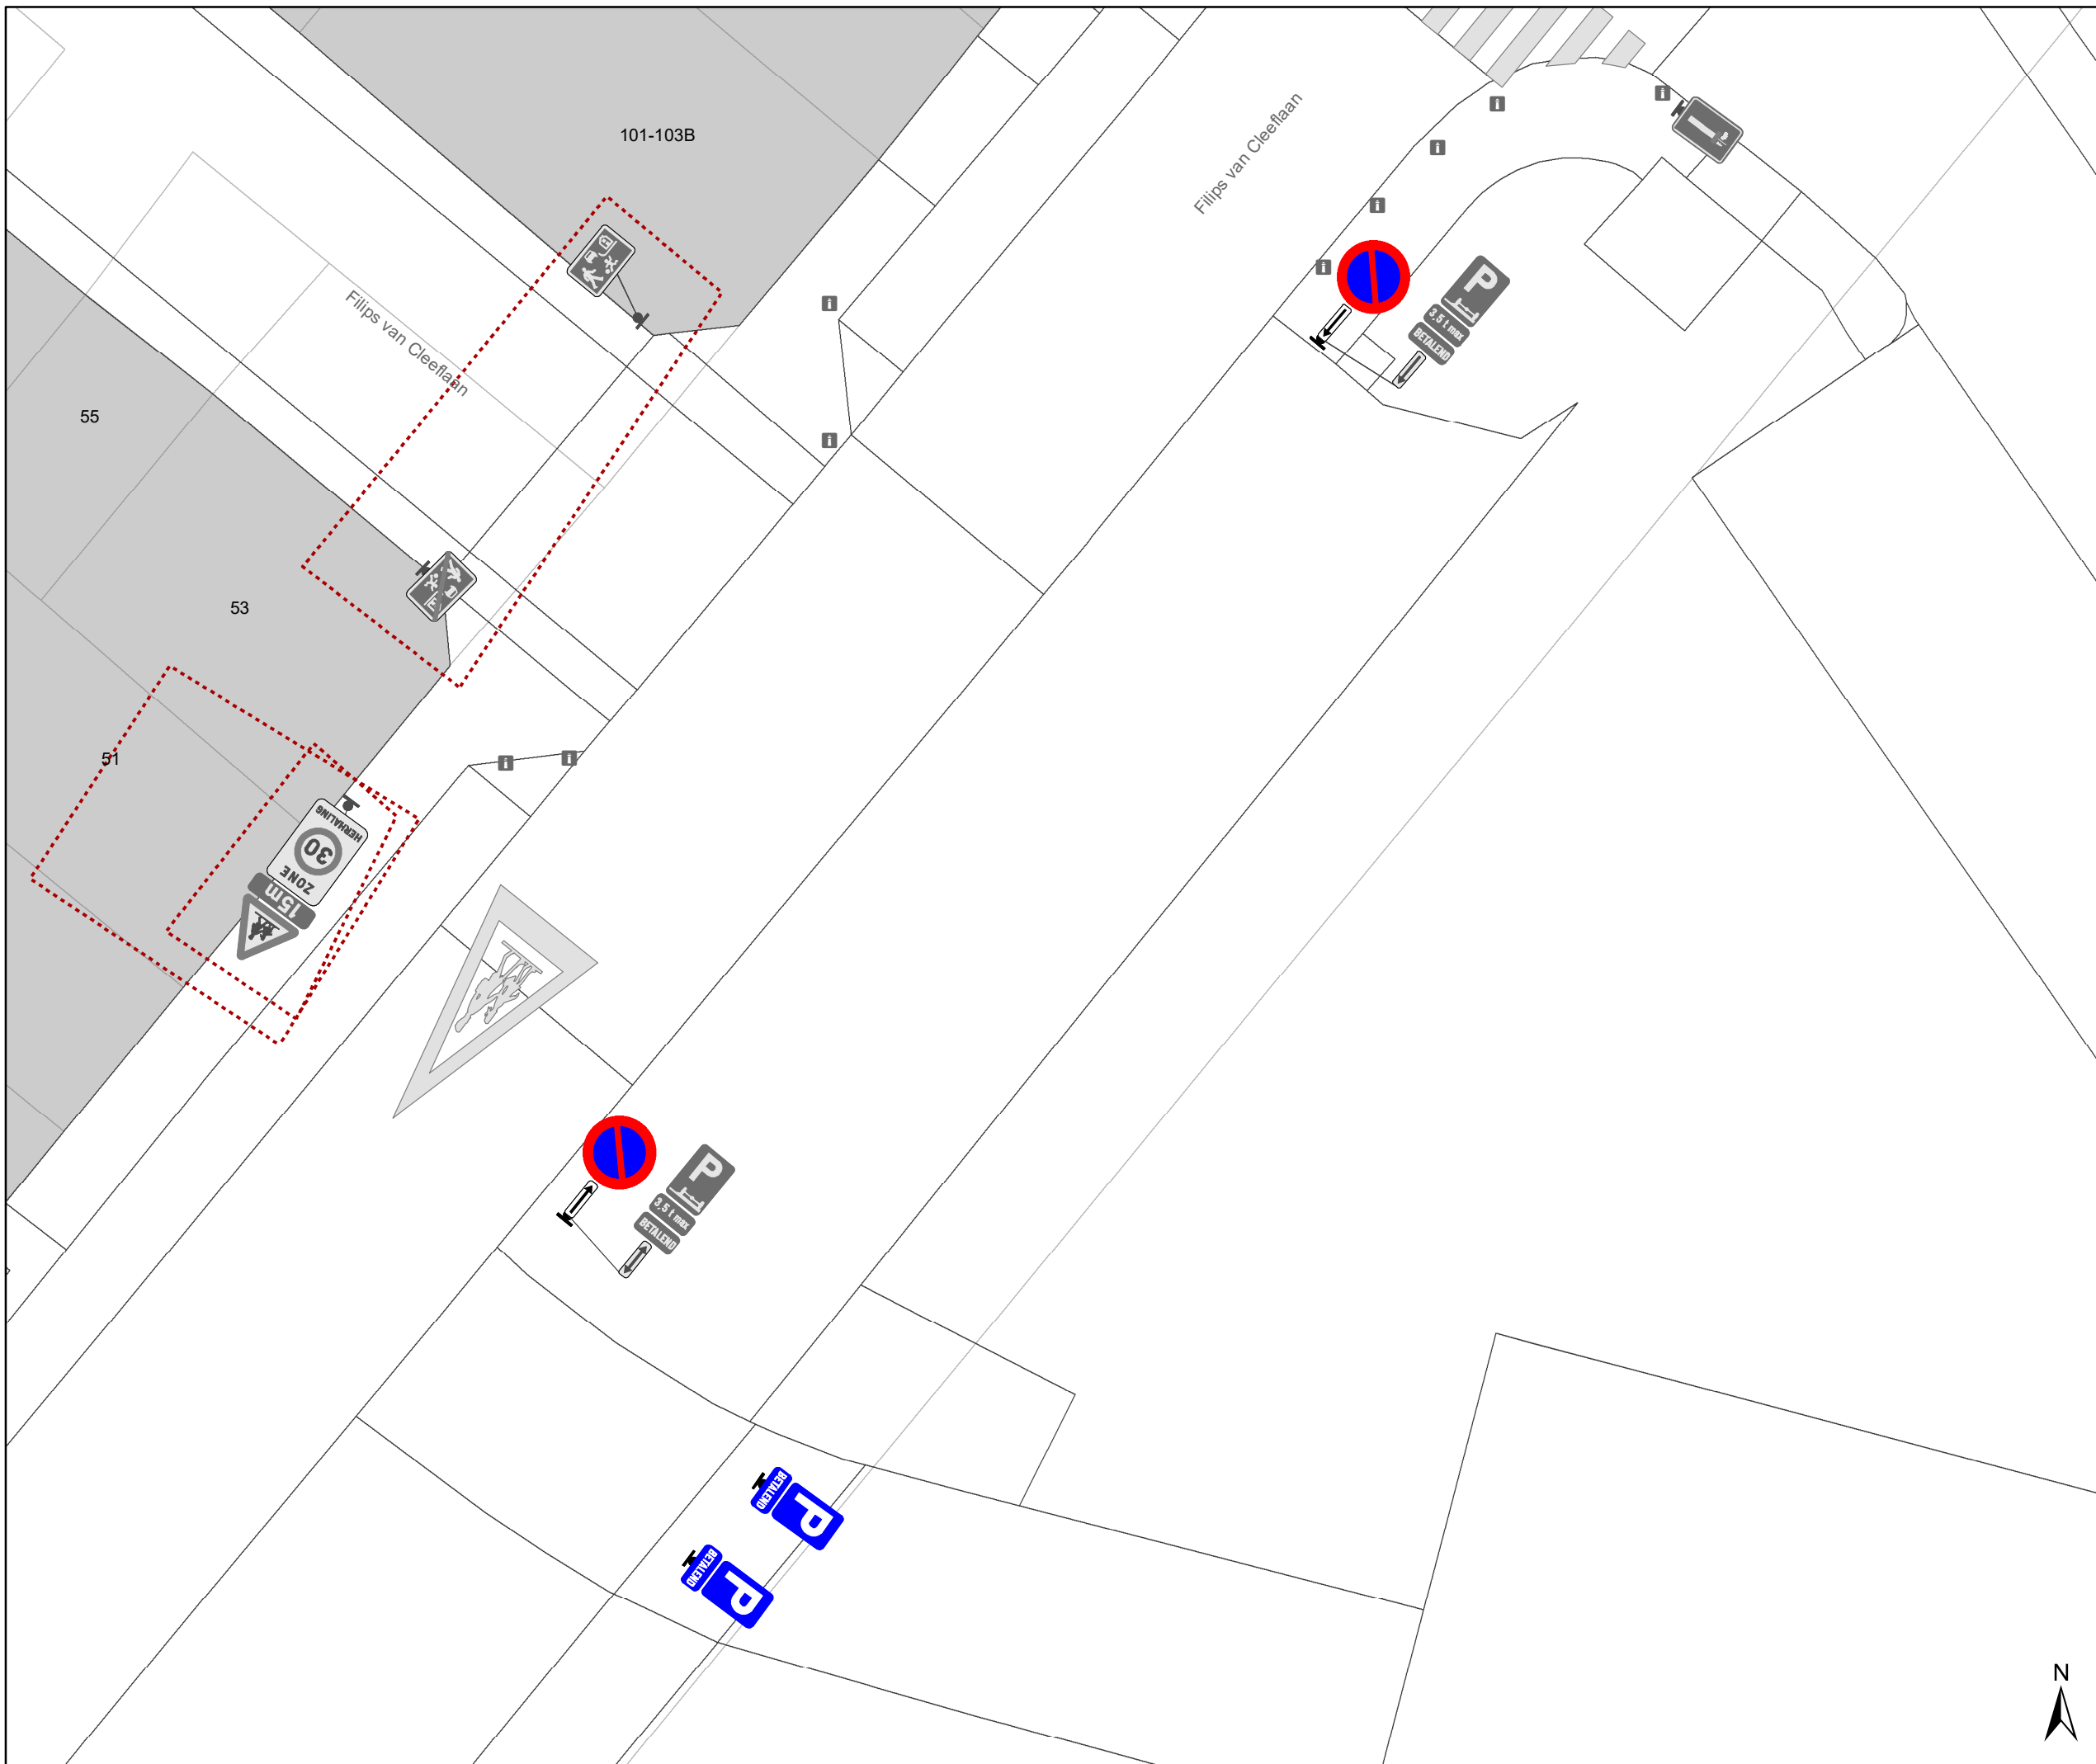 101-103B
Filips van Cleeflaan
Filips van Cleeflaan
P
3,5 t max
BETALEND
55
53
51
HERHALING
30
ZONE
15m
P
3,5 t max
BETALEND
BETALEND
P
BETALEND
P
N